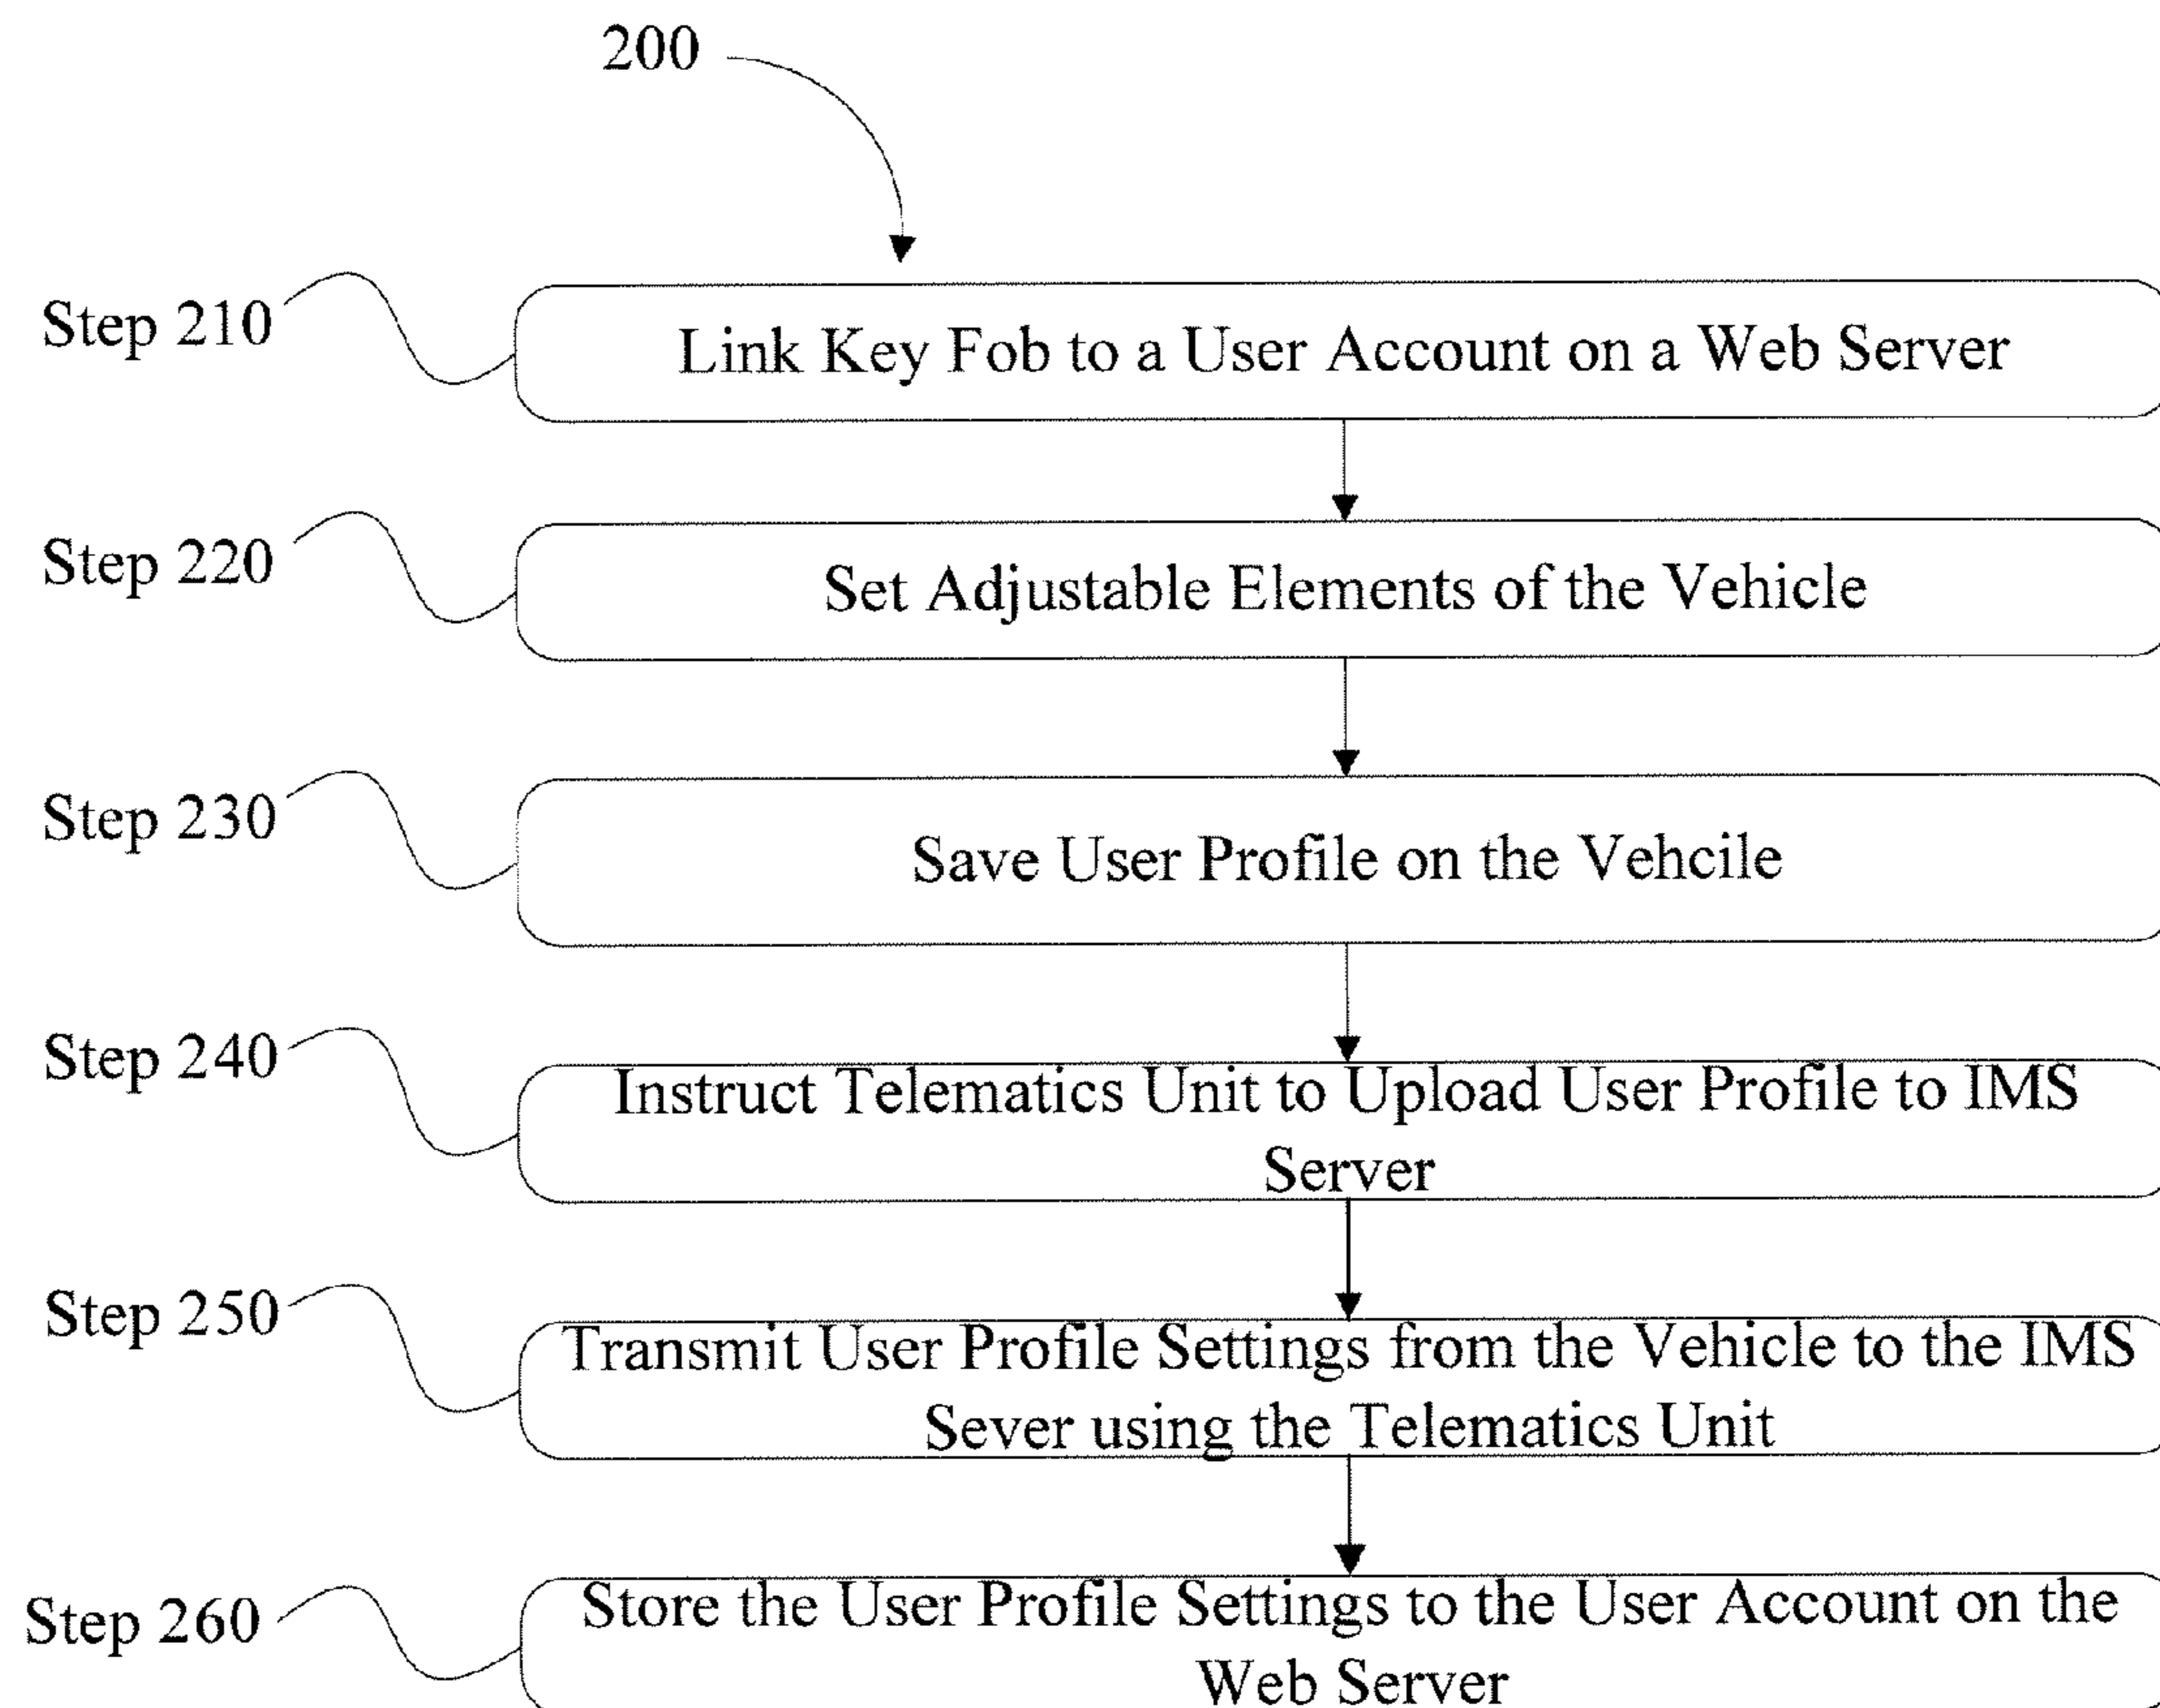 200
Step 210
Link Key Fob to a User Account on a Web Server
Step 220
Set Adjustable Elements of the Vehicle
Step 230
Save User Profile on the Vehcile
Step 240
Instruct Telematics Unit to Upload User Profile to IMS
Server
Step 250
Transmit User Profile Settings from the Vehicle to the IMS
Sever using the Telematics Unit
Step 260
Store the User Profile Settings to the User Account on the
Web Server